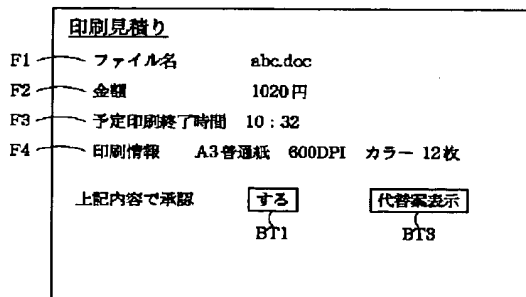 印刷見積り
F1 ファイル名 abc.doc
F2 金額 1020円
F3 予定印刷終了時間 10:32
F4 印刷情報 A3普通紙 600DPI カラー 12枚
上記内容で承認 する 代替案表示
BT1 BT3